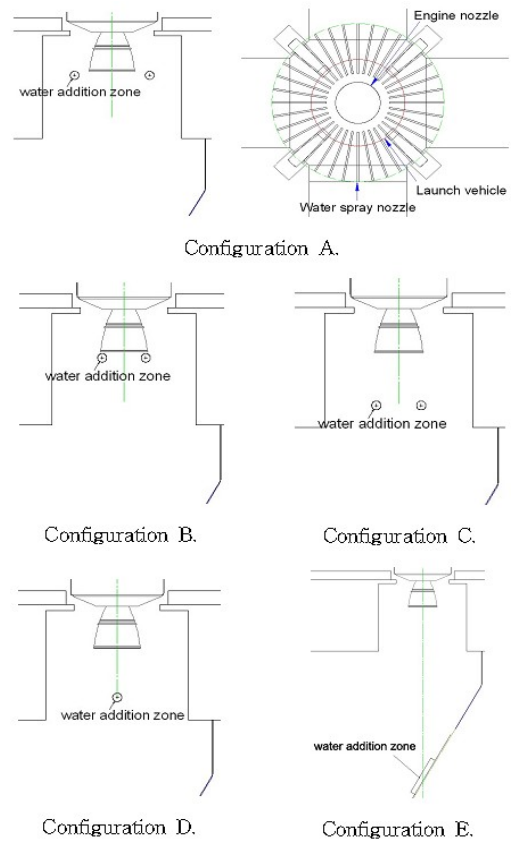 Engine nozzle
water addition zone
Launch vehicle
Water spray nozzle
Configuration A.
water addition zone
water addition zone
Configuration B.
Configuration C.
water addition zone
water addition zone
Configuration D.
Configuration E.